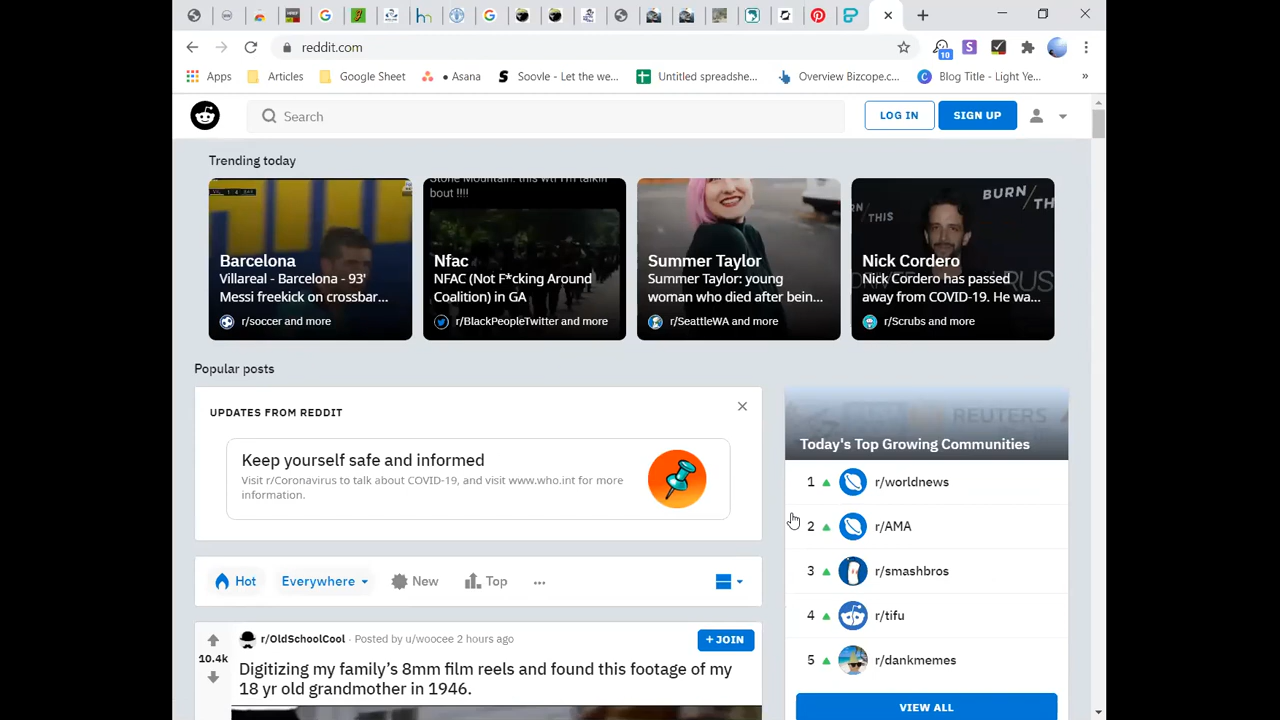 reddit.com
10
Apps
Articles
Google Sheet
• Asana
Soovle - Let the we...
Untitled spreadshe...
Overview Bizcope.c...
Blog Title - Light Ye...
»
Search
LOG IN
SIGN UP
Trending today
bout !!!!
BURN/
THIS
Barcelona
Villareal - Barcelona - 93'
Messi freekick on crossbar...
r/soccer and more
Nfac
NFAC (Not F*cking Around
Coalition) in GA
r/BlackPeopleTwitter and more
Summer Taylor
Summer Taylor: young
woman who died after bein...
r/SeattleWA and more
Nick Cordero
Nick Cordero has passed
away from COVID-19. He wa...
r/Scrubs and more
Popular posts
UPDATES FROM REDDIT
Keep yourself safe and informed
Visit r/Coronavirus to talk about COVID-19, and visit www.who.int for more
information.
REUTERS
Today's Top Growing Communities
1 r/worldnews
2 r/AMA
3 r/smashbros
4 r/tifu
5 r/dankmemes
VIEW ALL
Hot
Everywhere
New
Top
...
r/OldSchoolCool · Posted by u/woocee 2 hours ago
+ JOIN
10.4k
Digitizing my family's 8mm film reels and found this footage of my
18 yr old grandmother in 1946.